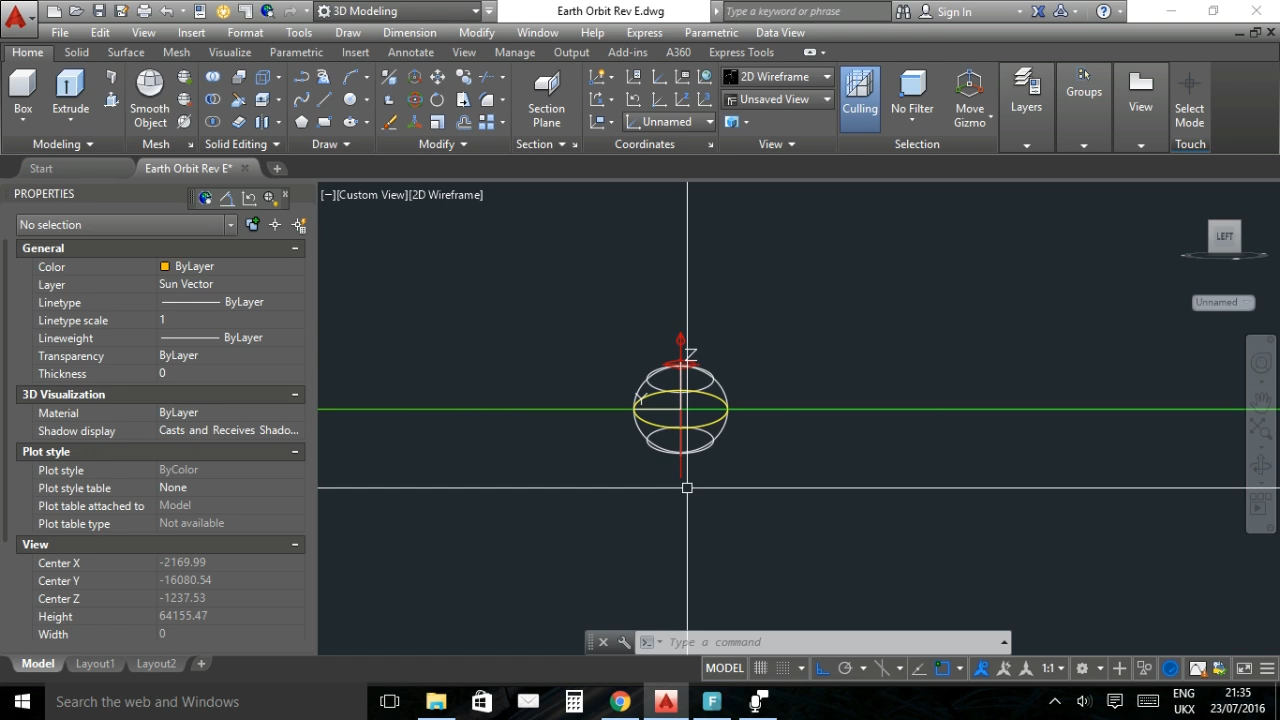 3D Modeling
Earth Orbit Rev E.dwg
Type a keyword or phrase
Sign In
File Edit View Insert Format Tools Draw Dimension Modify Window Help Express Parametric Data View
Home Solid Surface Mesh Visualize Parametric Insert Annotate View Manage Output Add-ins A360 Express Tools
2D Wireframe
Unsaved View
Unnamed
Box Extrude Smooth Object Section Plane Culling No Filter Move Gizmo Layers Groups View Select Mode
Modeling Mesh Solid Editing Draw Modify Section Coordinates View Selection Touch
Start Earth Orbit Rev E*
PROPERTIES
[−][Custom View][2D Wireframe]
No selection
LEFT
General
Color ByLayer
Layer Sun Vector
Linetype ByLayer
Unnamed
Linetype scale 1
Lineweight ByLayer
Transparency ByLayer
Z
Thickness 0
3D Visualization
Y
Material ByLayer
Shadow display Casts and Receives Shado...
Plot style
Plot style ByColor
Plot style table None
Plot table attached to Model
Plot table type Not available
View
Center X -2169.99
Center Y -16080.54
Center Z -1237.53
Height 64155.47
Width 0
Type a command
Model Layout1 Layout2
MODEL 1:1
Search the web and Windows
ENG 21:35
UKX 23/07/2016